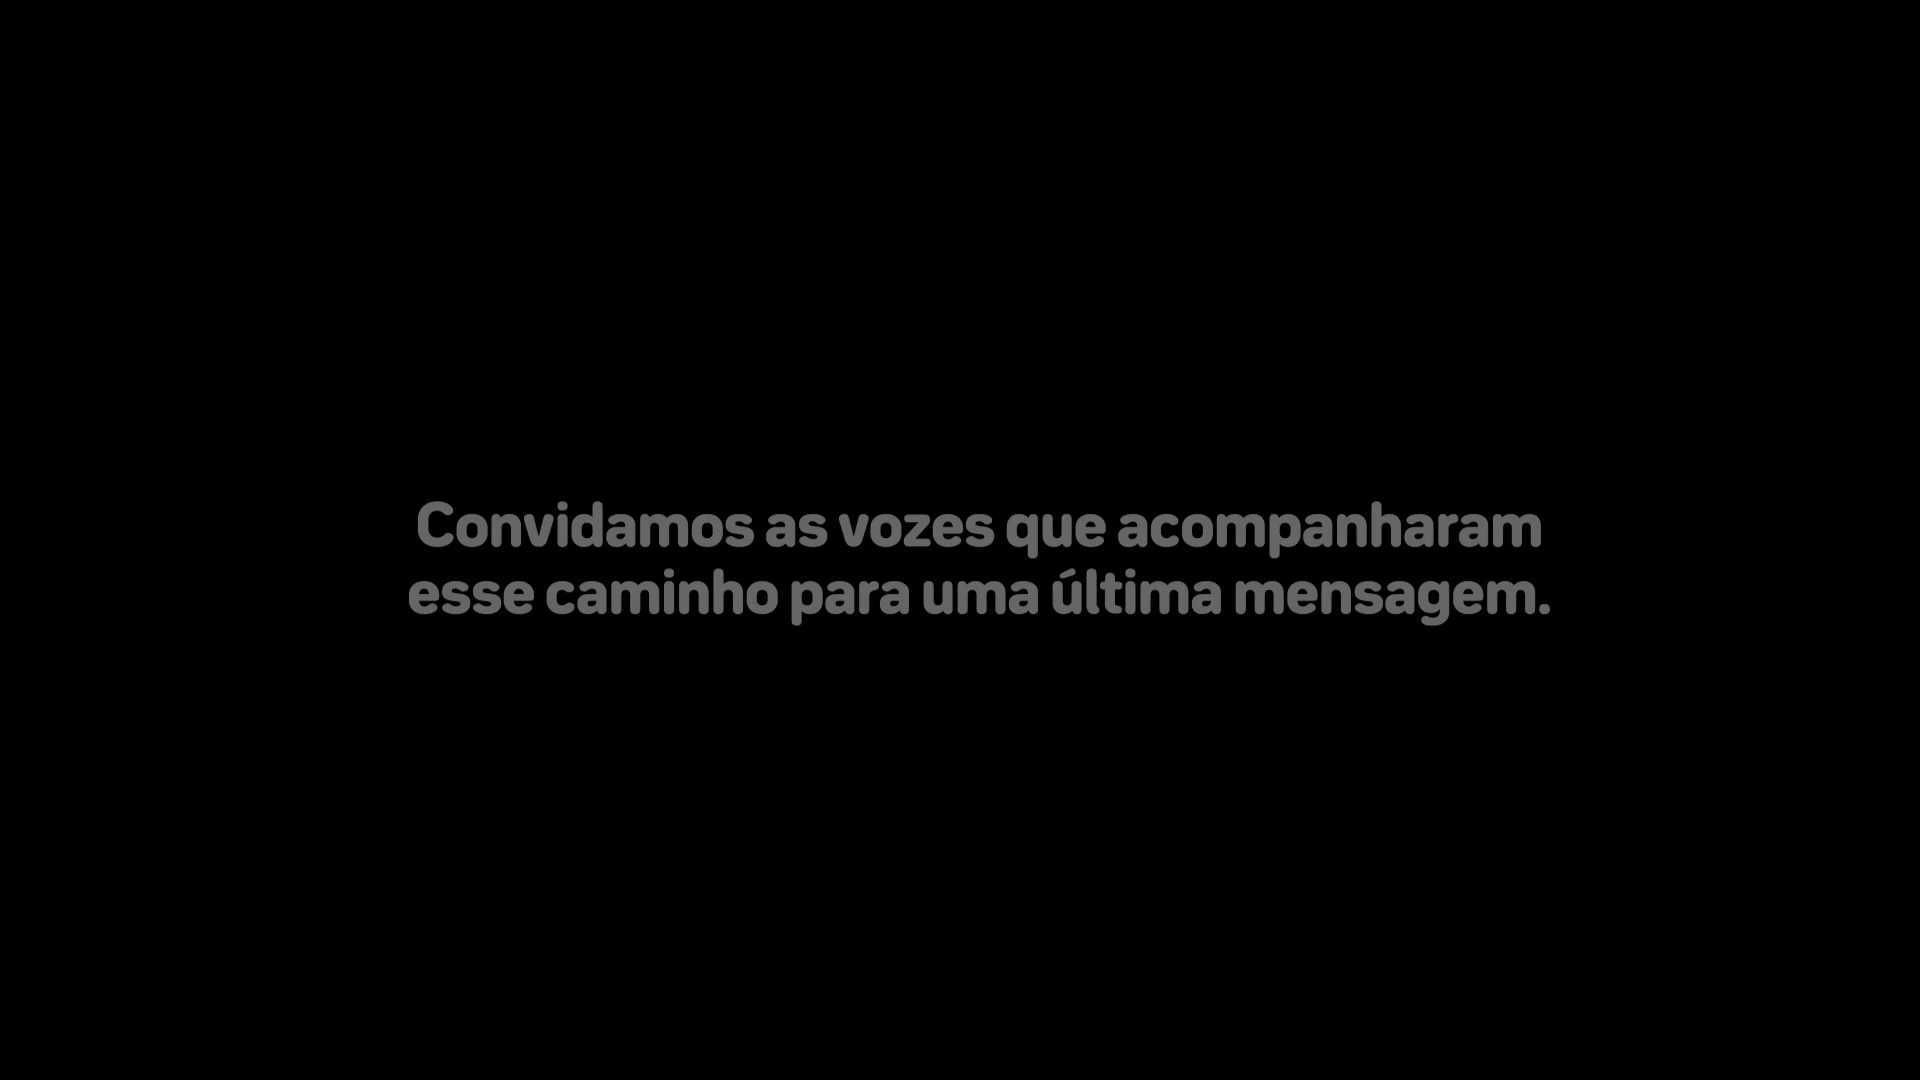 Convidamos as vozes que acompanharam
esse caminho para uma última mensagem.